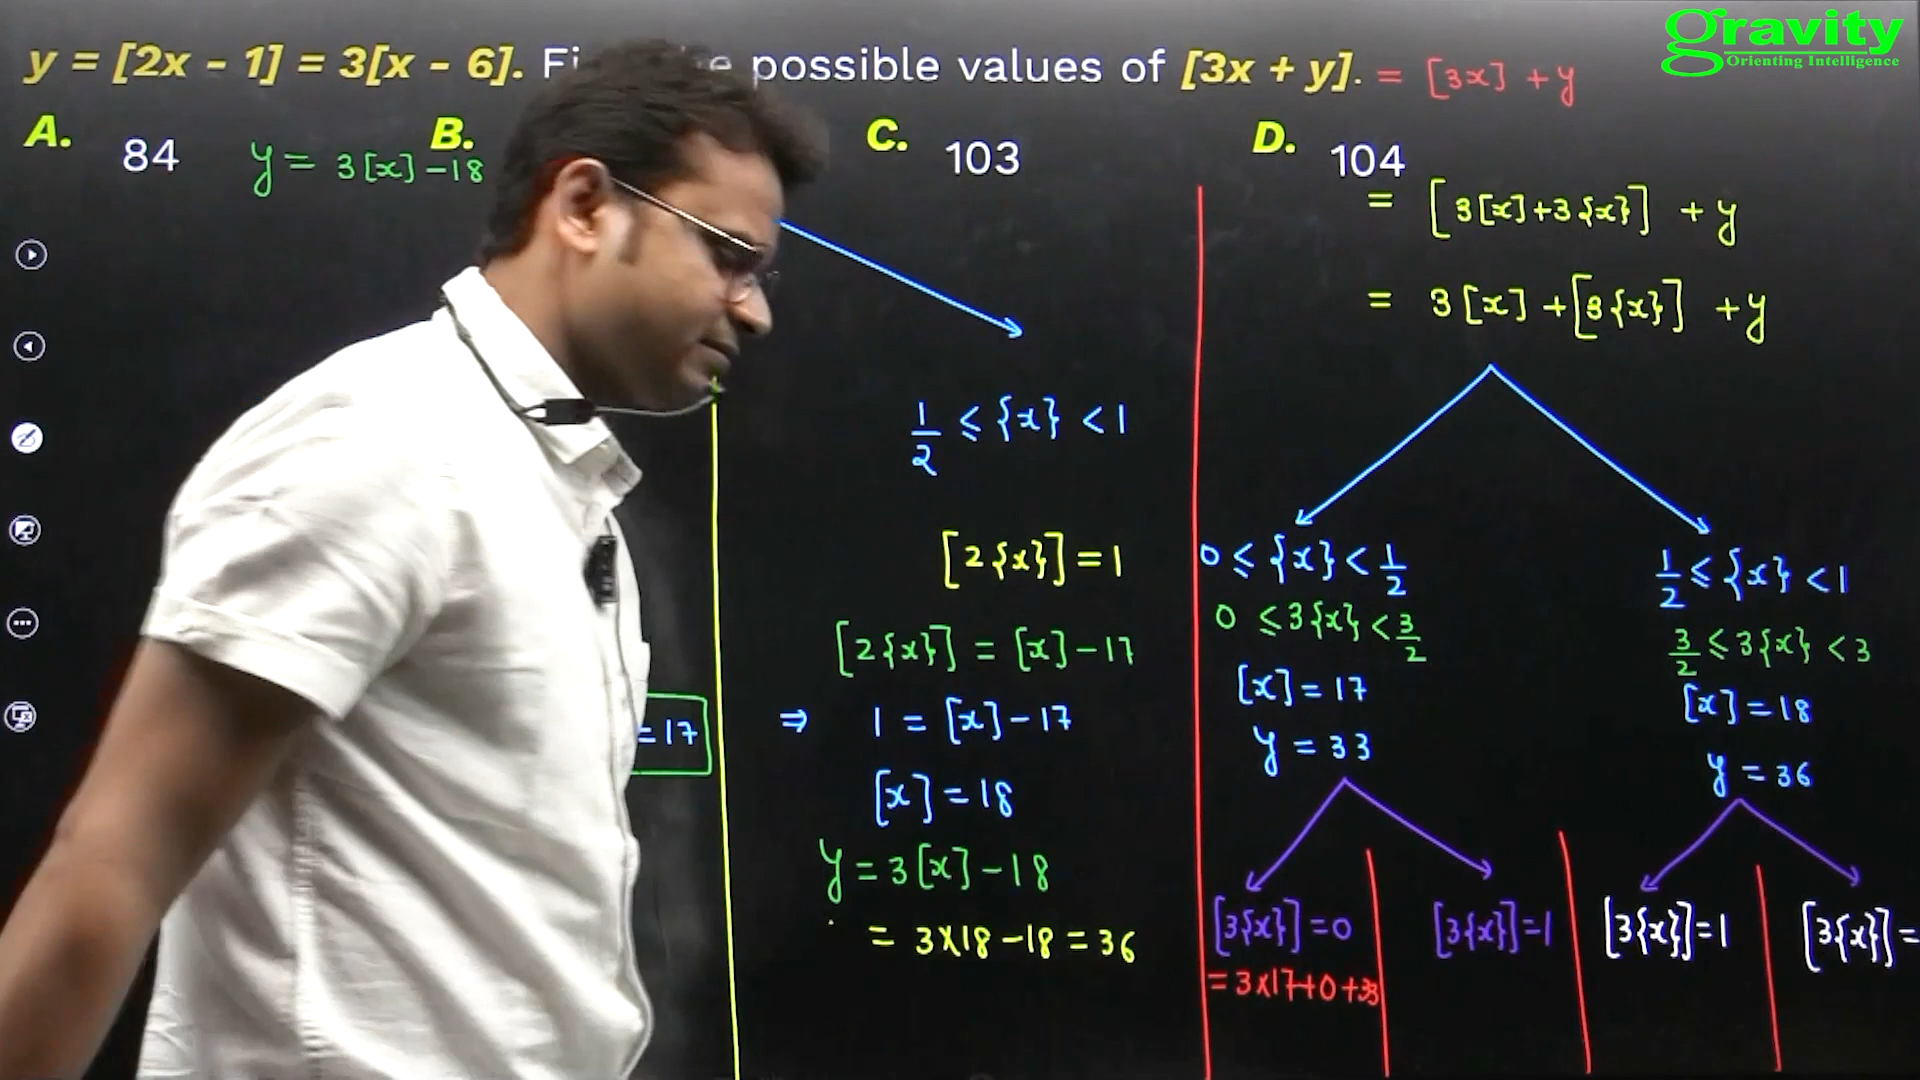 gravity
Orienting Intelligence
y = [2x - 1] = 3[x - 6]. possible values of [3x + y]. = [3x] + y
A. 84 B. C. 103 D. 104
y = 3[x] - 18
= [3[x]+3{x}] + y
= 3[x] + [3{x}] + y
1/2 ≤ {x} < 1
[2{x}] = 1
[2{x}] = [x] - 17
⇒ 1 = [x] - 17
[x] = 18
y = 3[x] - 18
= 3×18 - 18 = 36
= 17
0 ≤ {x} < 1/2
0 ≤ 3{x} < 3/2
[x] = 17
y = 33
[3{x}] = 0
= 3×17+0+33
[3{x}] = 1
1/2 ≤ {x} < 1
3/2 ≤ 3{x} < 3
[x] = 18
y = 36
[3{x}] = 1
[3{x}] =